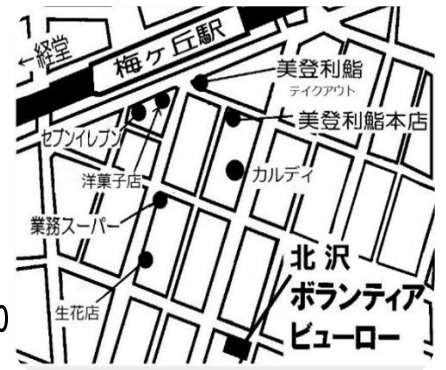 1
←経堂
梅ヶ丘駅
美登利鮨
テイクアウト
美登利鮨本店
セブンイレブン
洋菓子店
カルディ
業務スーパー
生花店
北沢
ボランティア
ビューロー
0